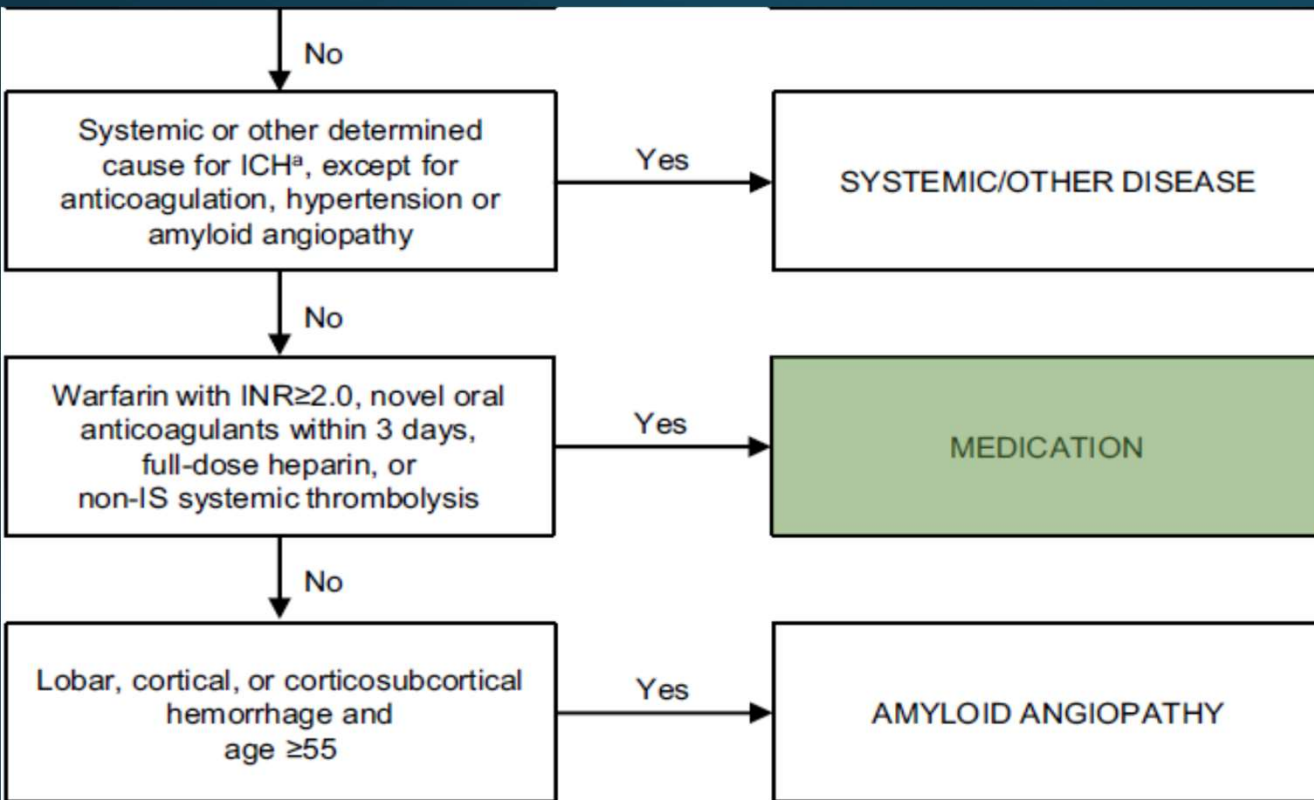 No
Systemic or other determined
cause for ICHᵃ, except for
anticoagulation, hypertension or
amyloid angiopathy
Yes
SYSTEMIC/OTHER DISEASE
No
Warfarin with INR≥2.0, novel oral
anticoagulants within 3 days,
full-dose heparin, or
non-IS systemic thrombolysis
Yes
MEDICATION
No
Lobar, cortical, or corticosubcortical
hemorrhage and
age ≥55
Yes
AMYLOID ANGIOPATHY